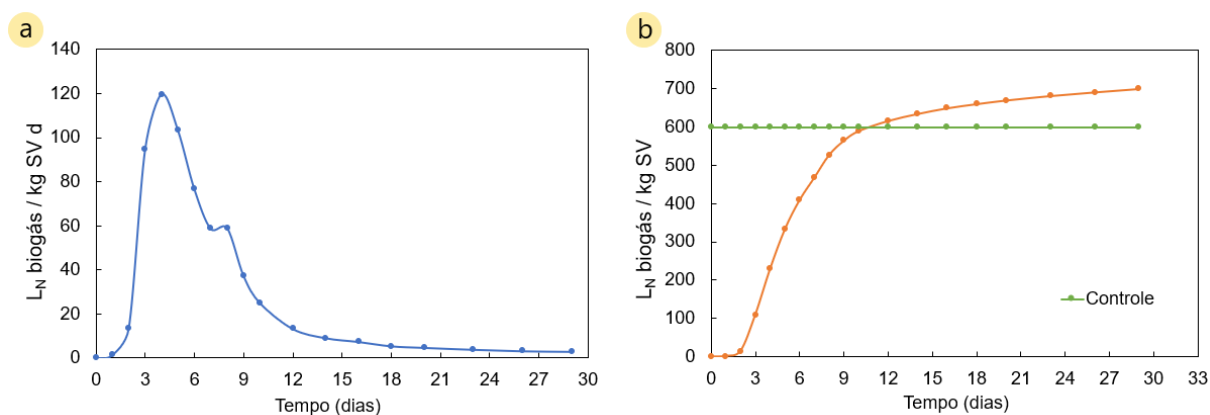 a
140
120
100
80
60
40
20
0
L_N biogás / kg SV d
0 3 6 9 12 15 18 21 24 27 30
Tempo (dias)
b
800
700
600
500
400
300
200
100
0
L_N biogás / kg SV
Controle
0 3 6 9 12 15 18 21 24 27 30 33
Tempo (dias)